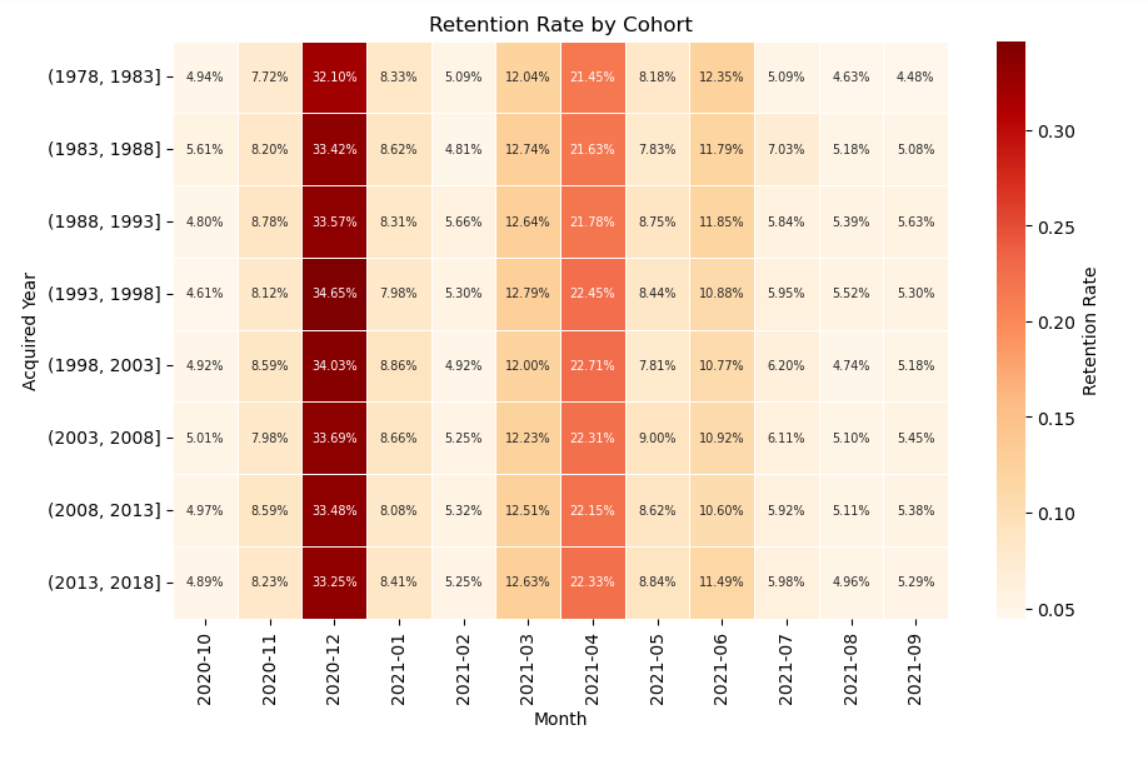 Retention Rate by Cohort
(1978, 1983] 4.94% 7.72% 32.10% 8.33% 5.09% 12.04% 21.45% 8.18% 12.35% 5.09% 4.63% 4.48%
(1983, 1988] 5.61% 8.20% 33.42% 8.62% 4.81% 12.74% 21.63% 7.83% 11.79% 7.03% 5.18% 5.08%
(1988, 1993] 4.80% 8.78% 33.57% 8.31% 5.66% 12.64% 21.78% 8.75% 11.85% 5.84% 5.39% 5.63%
(1993, 1998] 4.61% 8.12% 34.65% 7.98% 5.30% 12.79% 22.45% 8.44% 10.88% 5.95% 5.52% 5.30%
(1998, 2003] 4.92% 8.59% 34.03% 8.86% 4.92% 12.00% 22.71% 7.81% 10.77% 6.20% 4.74% 5.18%
(2003, 2008] 5.01% 7.98% 33.69% 8.66% 5.25% 12.23% 22.31% 9.00% 10.92% 6.11% 5.10% 5.45%
(2008, 2013] 4.97% 8.59% 33.48% 8.08% 5.32% 12.51% 22.15% 8.62% 10.60% 5.92% 5.11% 5.38%
(2013, 2018] 4.89% 8.23% 33.25% 8.41% 5.25% 12.63% 22.33% 8.84% 11.49% 5.98% 4.96% 5.29%
Acquired Year
2020-10 2020-11 2020-12 2021-01 2021-02 2021-03 2021-04 2021-05 2021-06 2021-07 2021-08 2021-09
Month
0.30
0.25
0.20
0.15
0.10
0.05
Retention Rate